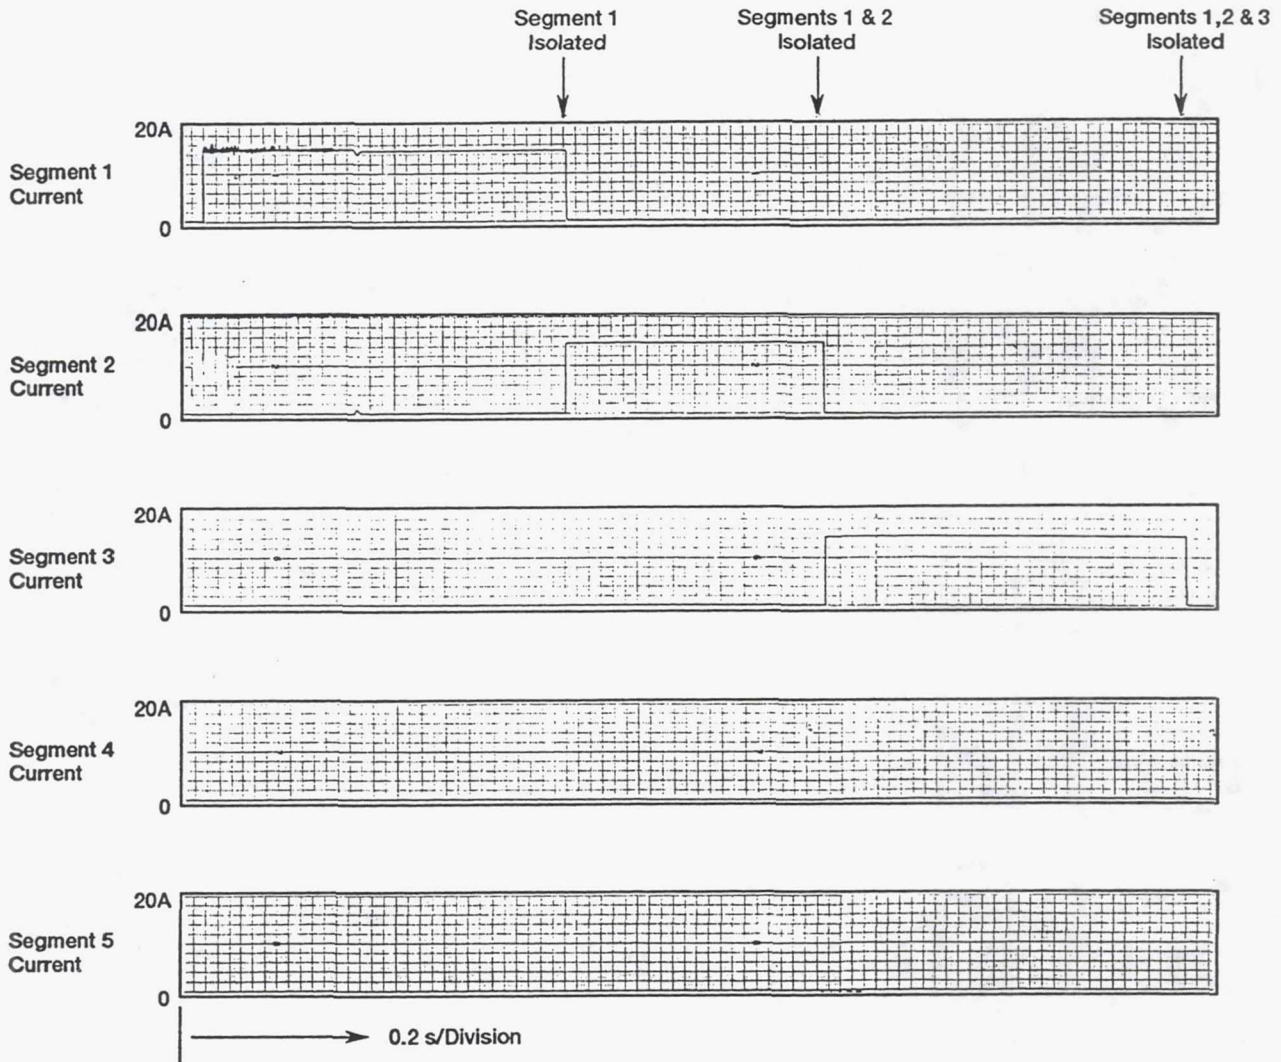 Segment 1
Isolated
Segments 1 & 2
Isolated
Segments 1,2 & 3
Isolated
20A
Segment 1
Current
0
20A
Segment 2
Current
0
20A
Segment 3
Current
0
20A
Segment 4
Current
0
20A
Segment 5
Current
0
0.2 s/Division